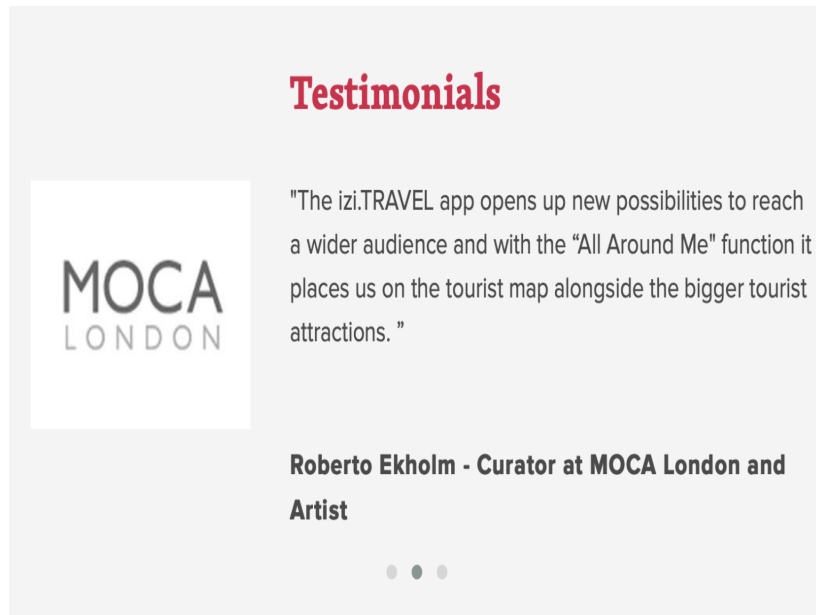 Testimonials
MOCA
LONDON
"The izi.TRAVEL app opens up new possibilities to reach
a wider audience and with the “All Around Me" function it
places us on the tourist map alongside the bigger tourist
attractions. ”
Roberto Ekholm - Curator at MOCA London and
Artist